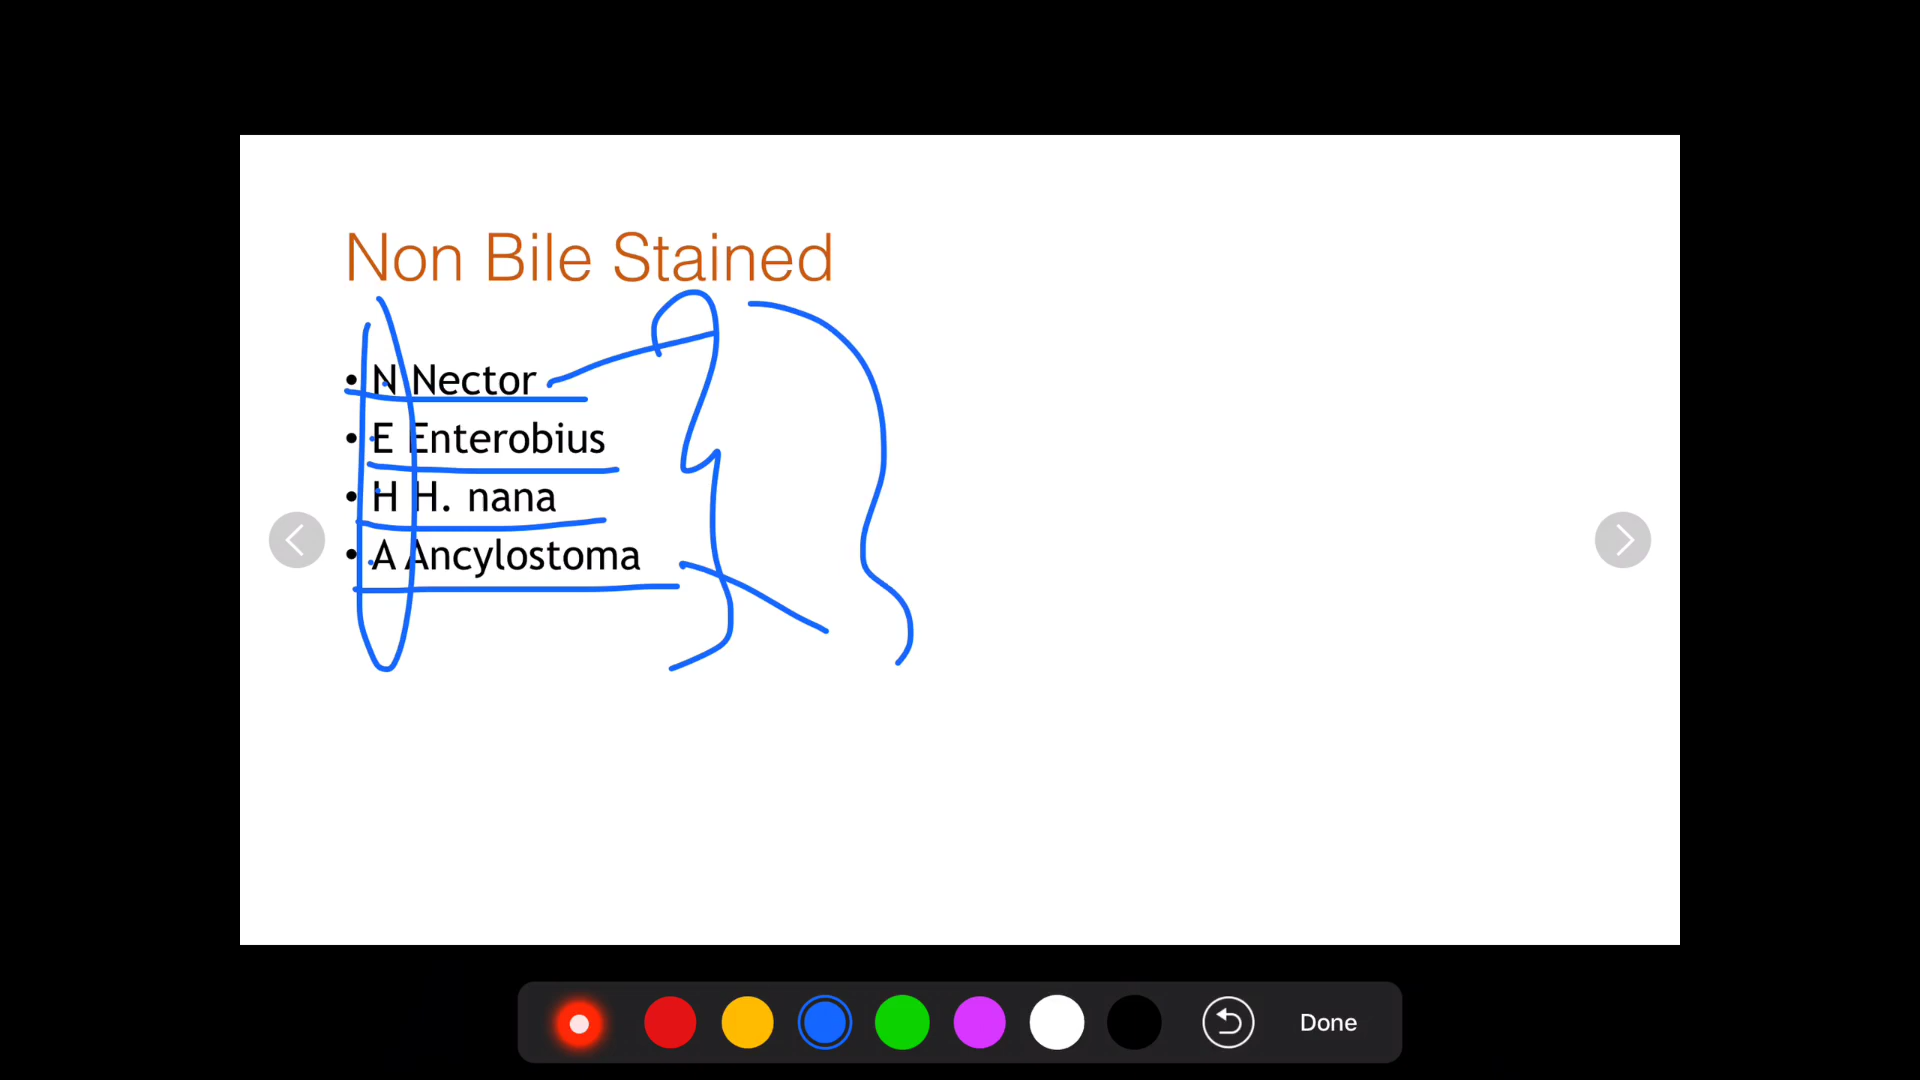 Non Bile Stained
• N Nector
• E Enterobius
• H H. nana
• A Ancylostoma
Done